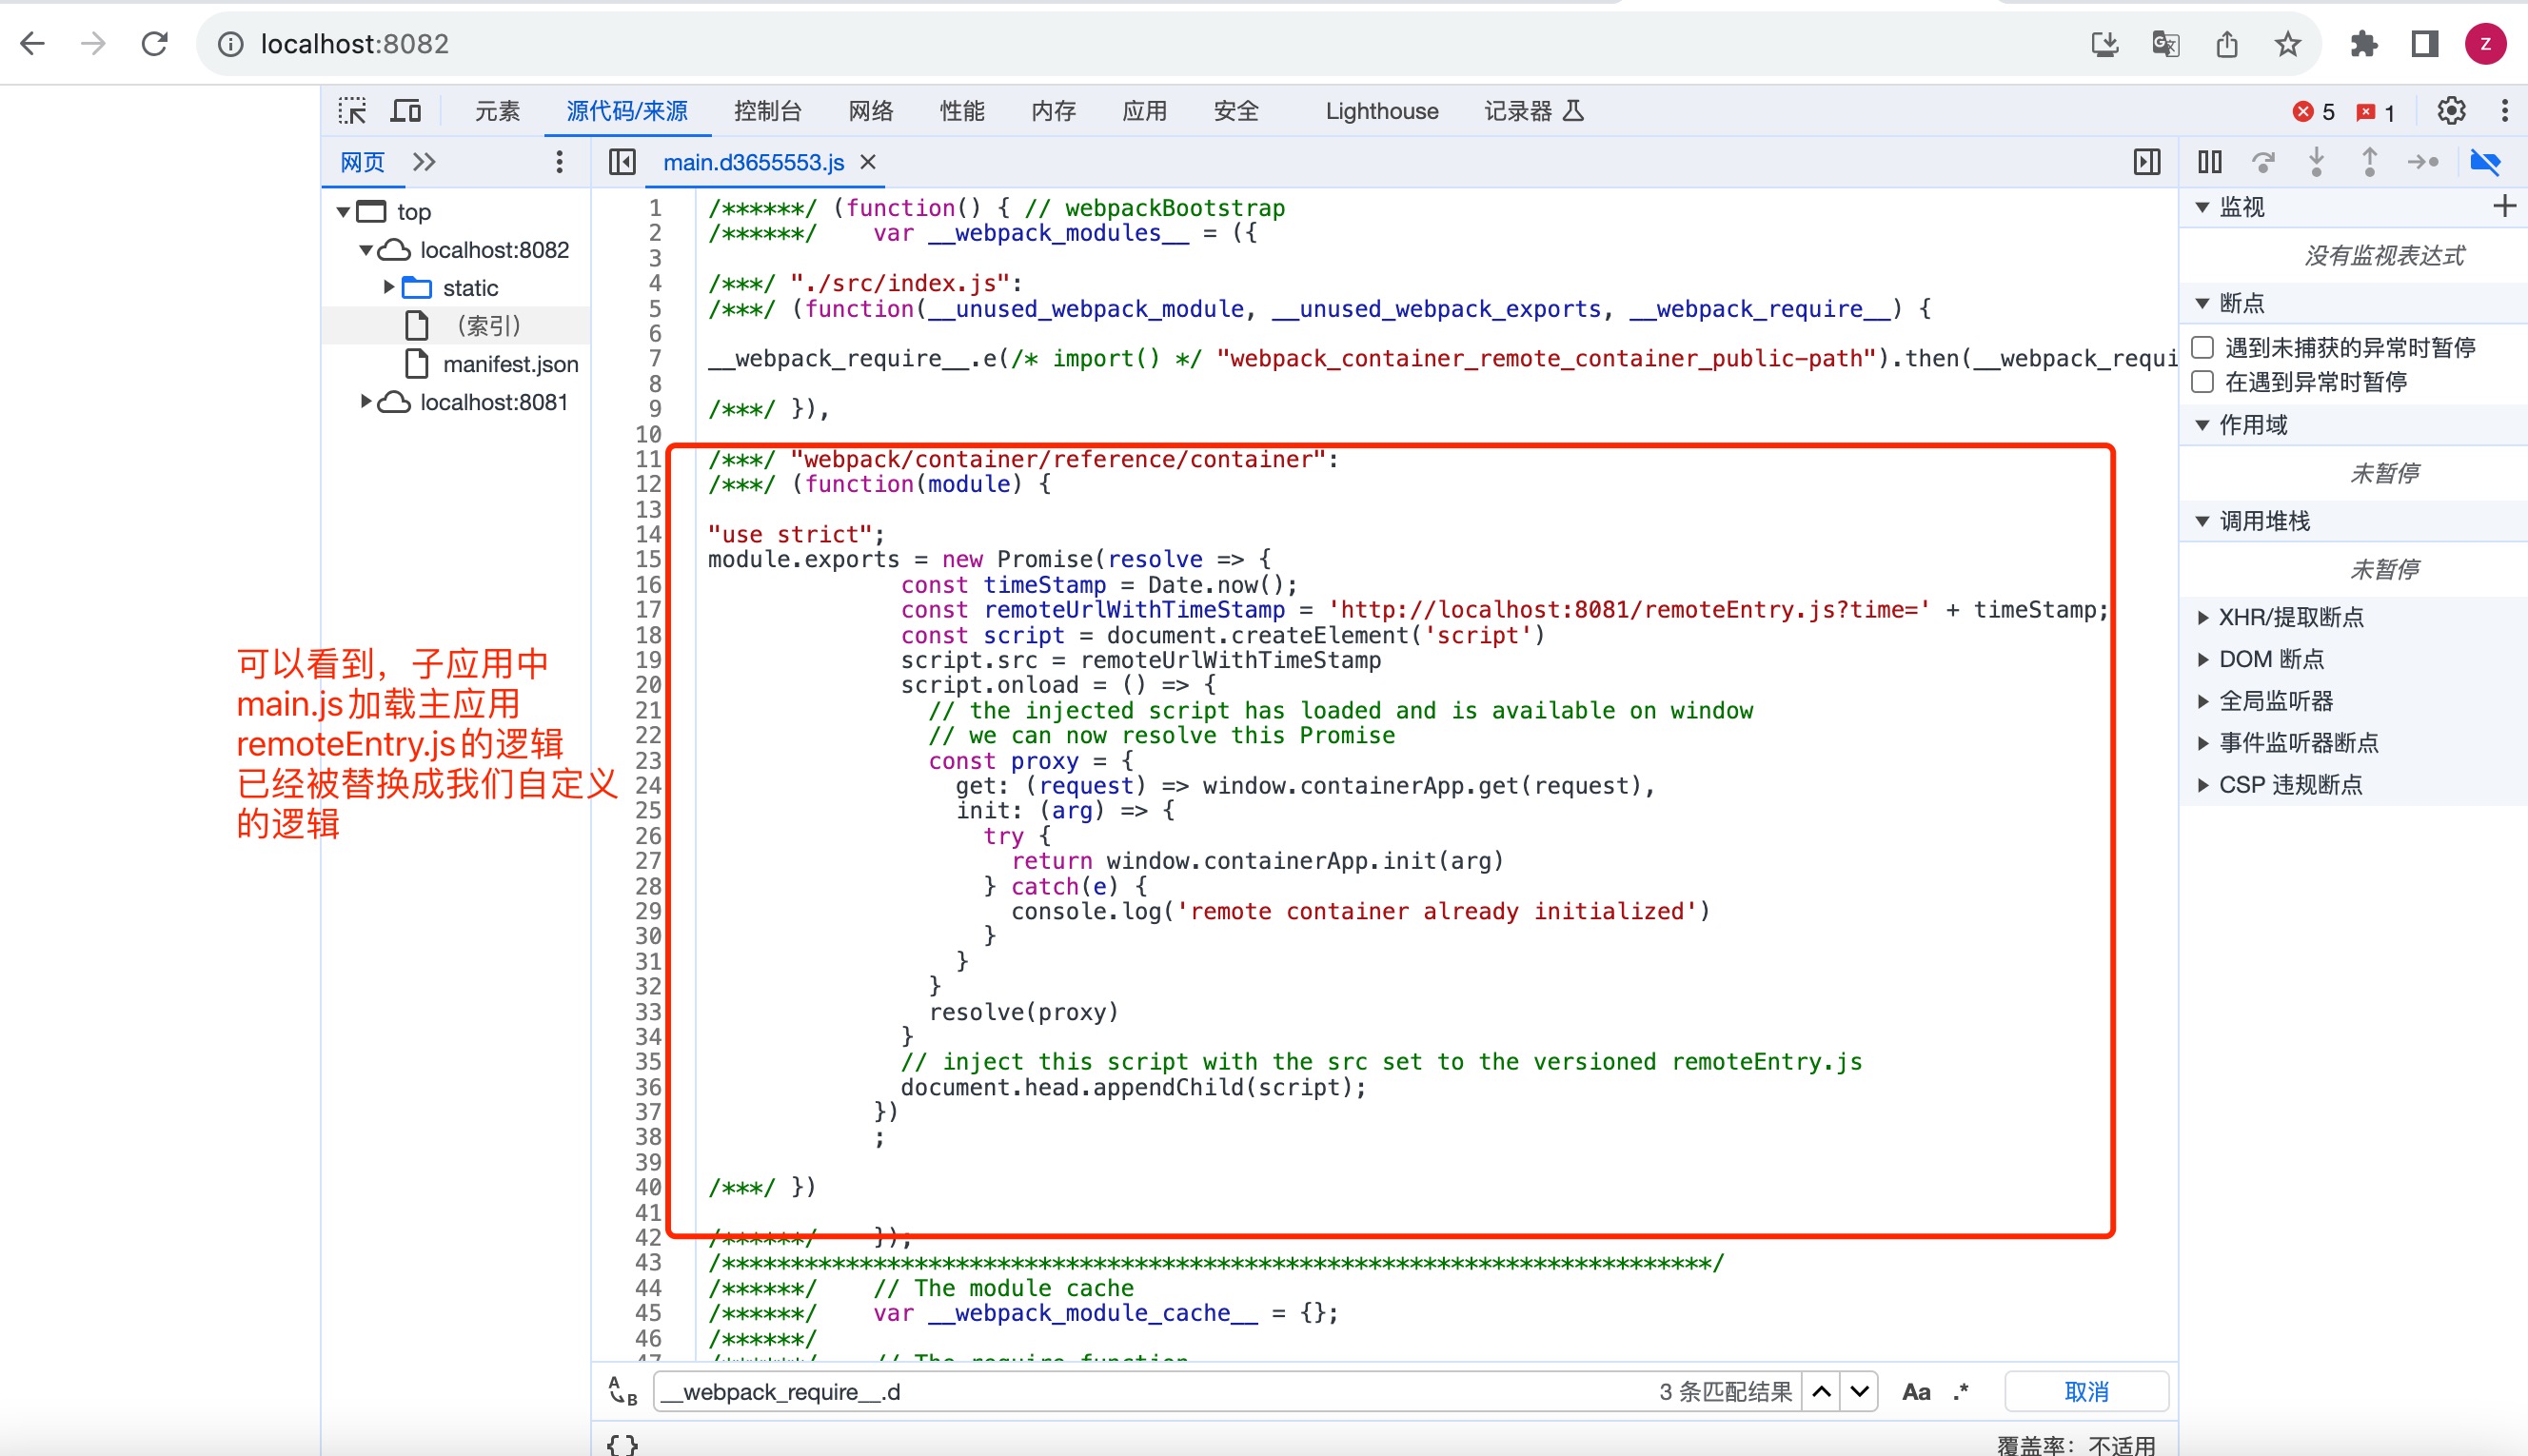 localhost:8082
Z
元素 源代码/来源 控制台 网络 性能 内存 应用 安全 Lighthouse 记录器 5 1
网页 main.d3655553.js
top
localhost:8082
static
（索引）
manifest.json
localhost:8081
可以看到，子应用中
main.js加载主应用
remoteEntry.js的逻辑
已经被替换成我们自定义
的逻辑
1 /******/ (function() { // webpackBootstrap
2 /******/ var __webpack_modules__ = ({
3
4 /***/ "./src/index.js":
5 /***/ (function(__unused_webpack_module, __unused_webpack_exports, __webpack_require__) {
6
7 __webpack_require__.e(/* import() */ "webpack_container_remote_container_public-path").then(__webpack_requi
8
9 /***/ }),
10
11 /***/ "webpack/container/reference/container":
12 /***/ (function(module) {
13
14 "use strict";
15 module.exports = new Promise(resolve => {
16 const timeStamp = Date.now();
17 const remoteUrlWithTimeStamp = 'http://localhost:8081/remoteEntry.js?time=' + timeStamp;
18 const script = document.createElement('script')
19 script.src = remoteUrlWithTimeStamp
20 script.onload = () => {
21 // the injected script has loaded and is available on window
22 // we can now resolve this Promise
23 const proxy = {
24 get: (request) => window.containerApp.get(request),
25 init: (arg) => {
26 try {
27 return window.containerApp.init(arg)
28 } catch(e) {
29 console.log('remote container already initialized')
30 }
31 }
32 }
33 resolve(proxy)
34 }
35 // inject this script with the src set to the versioned remoteEntry.js
36 document.head.appendChild(script);
37 })
38 ;
39
40 /***/ })
41
42 /******/ });
43 /************************************************************************/
44 /******/ // The module cache
45 /******/ var __webpack_module_cache__ = {};
46 /******/
47 /******/ // The require function
A B __webpack_require__.d 3 条匹配结果 Aa .* 取消
{} 覆盖率：不适用
监视
没有监视表达式
断点
遇到未捕获的异常时暂停
在遇到异常时暂停
作用域
未暂停
调用堆栈
未暂停
XHR/提取断点
DOM 断点
全局监听器
事件监听器断点
CSP 违规断点